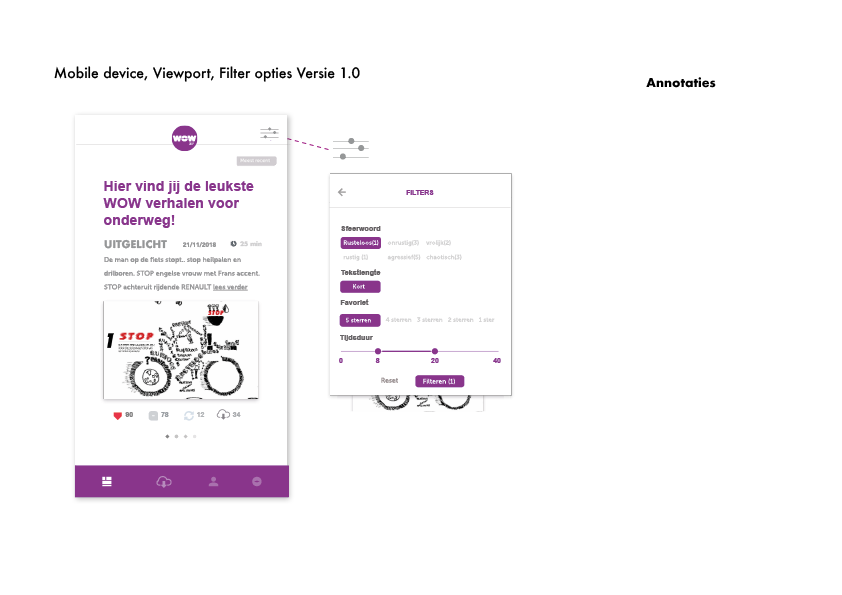 Mobile device, Viewport, Filter opties Versie 1.0
Annotaties
WOW
Hier vind jij de leukste
WOW verhalen voor
onderweg!
UITGELICHT 21/11/2018 35 min
De man op de fiets stopt.. stop hellpalan en
driiboren. STOP engelse vrouw met Frans accent.
STOP achteruit rijdende RENAULT lees verder
1 STOP
STOP
90 78 12 34
FILTERS
Sfeerwoord
Rusteloos(1) onrustig(3) vrolijk(2)
rustig (1) agressief(5) chaotisch(3)
Tekstlengte
Kort
Favoriet
5 sterren 4 sterren 3 sterren 2 sterren 1 ster
Tijdsduur
0 8 20 40
Reset Filteren (1)